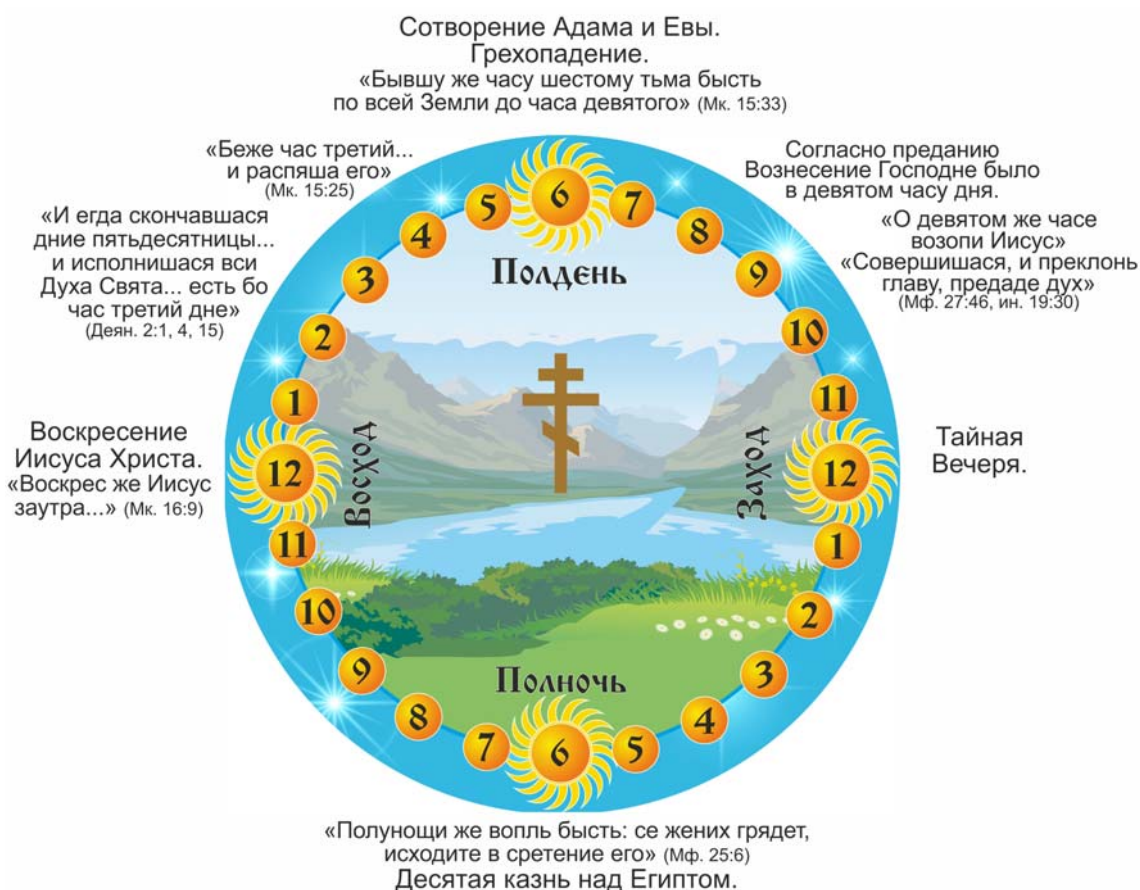 Сотворение Адама и Евы.
Грехопадение.
«Бывшу же часу шестому тьма бысть
по всей Земли до часа девятого» (Мк. 15:33)
«Беже час третий...
и распяша его»
(Мк. 15:25)
Согласно преданию
Вознесение Господне было
в девятом часу дня.
«И егда скончавшася
дние пятьдесятницы...
и исполнишася вси
Духа Свята... есть бо
час третий дне»
(Деян. 2:1, 4, 15)
«О девятом же часе
возопи Иисус»
«Совершишася, и преклонь
главу, предаде дух»
(Мф. 27:46, ин. 19:30)
Воскресение
Иисуса Христа.
«Воскрес же Иисус
заутра...» (Мк. 16:9)
Тайная
Вечеря.
12
1
2
3
4
5
6
7
8
9
10
11
12
1
2
3
4
5
6
7
8
9
10
11
Полдень
Восход
Заход
Полночь
«Полунощи же вопль бысть: се жених грядет,
исходите в сретение его» (Мф. 25:6)
Десятая казнь над Египтом.